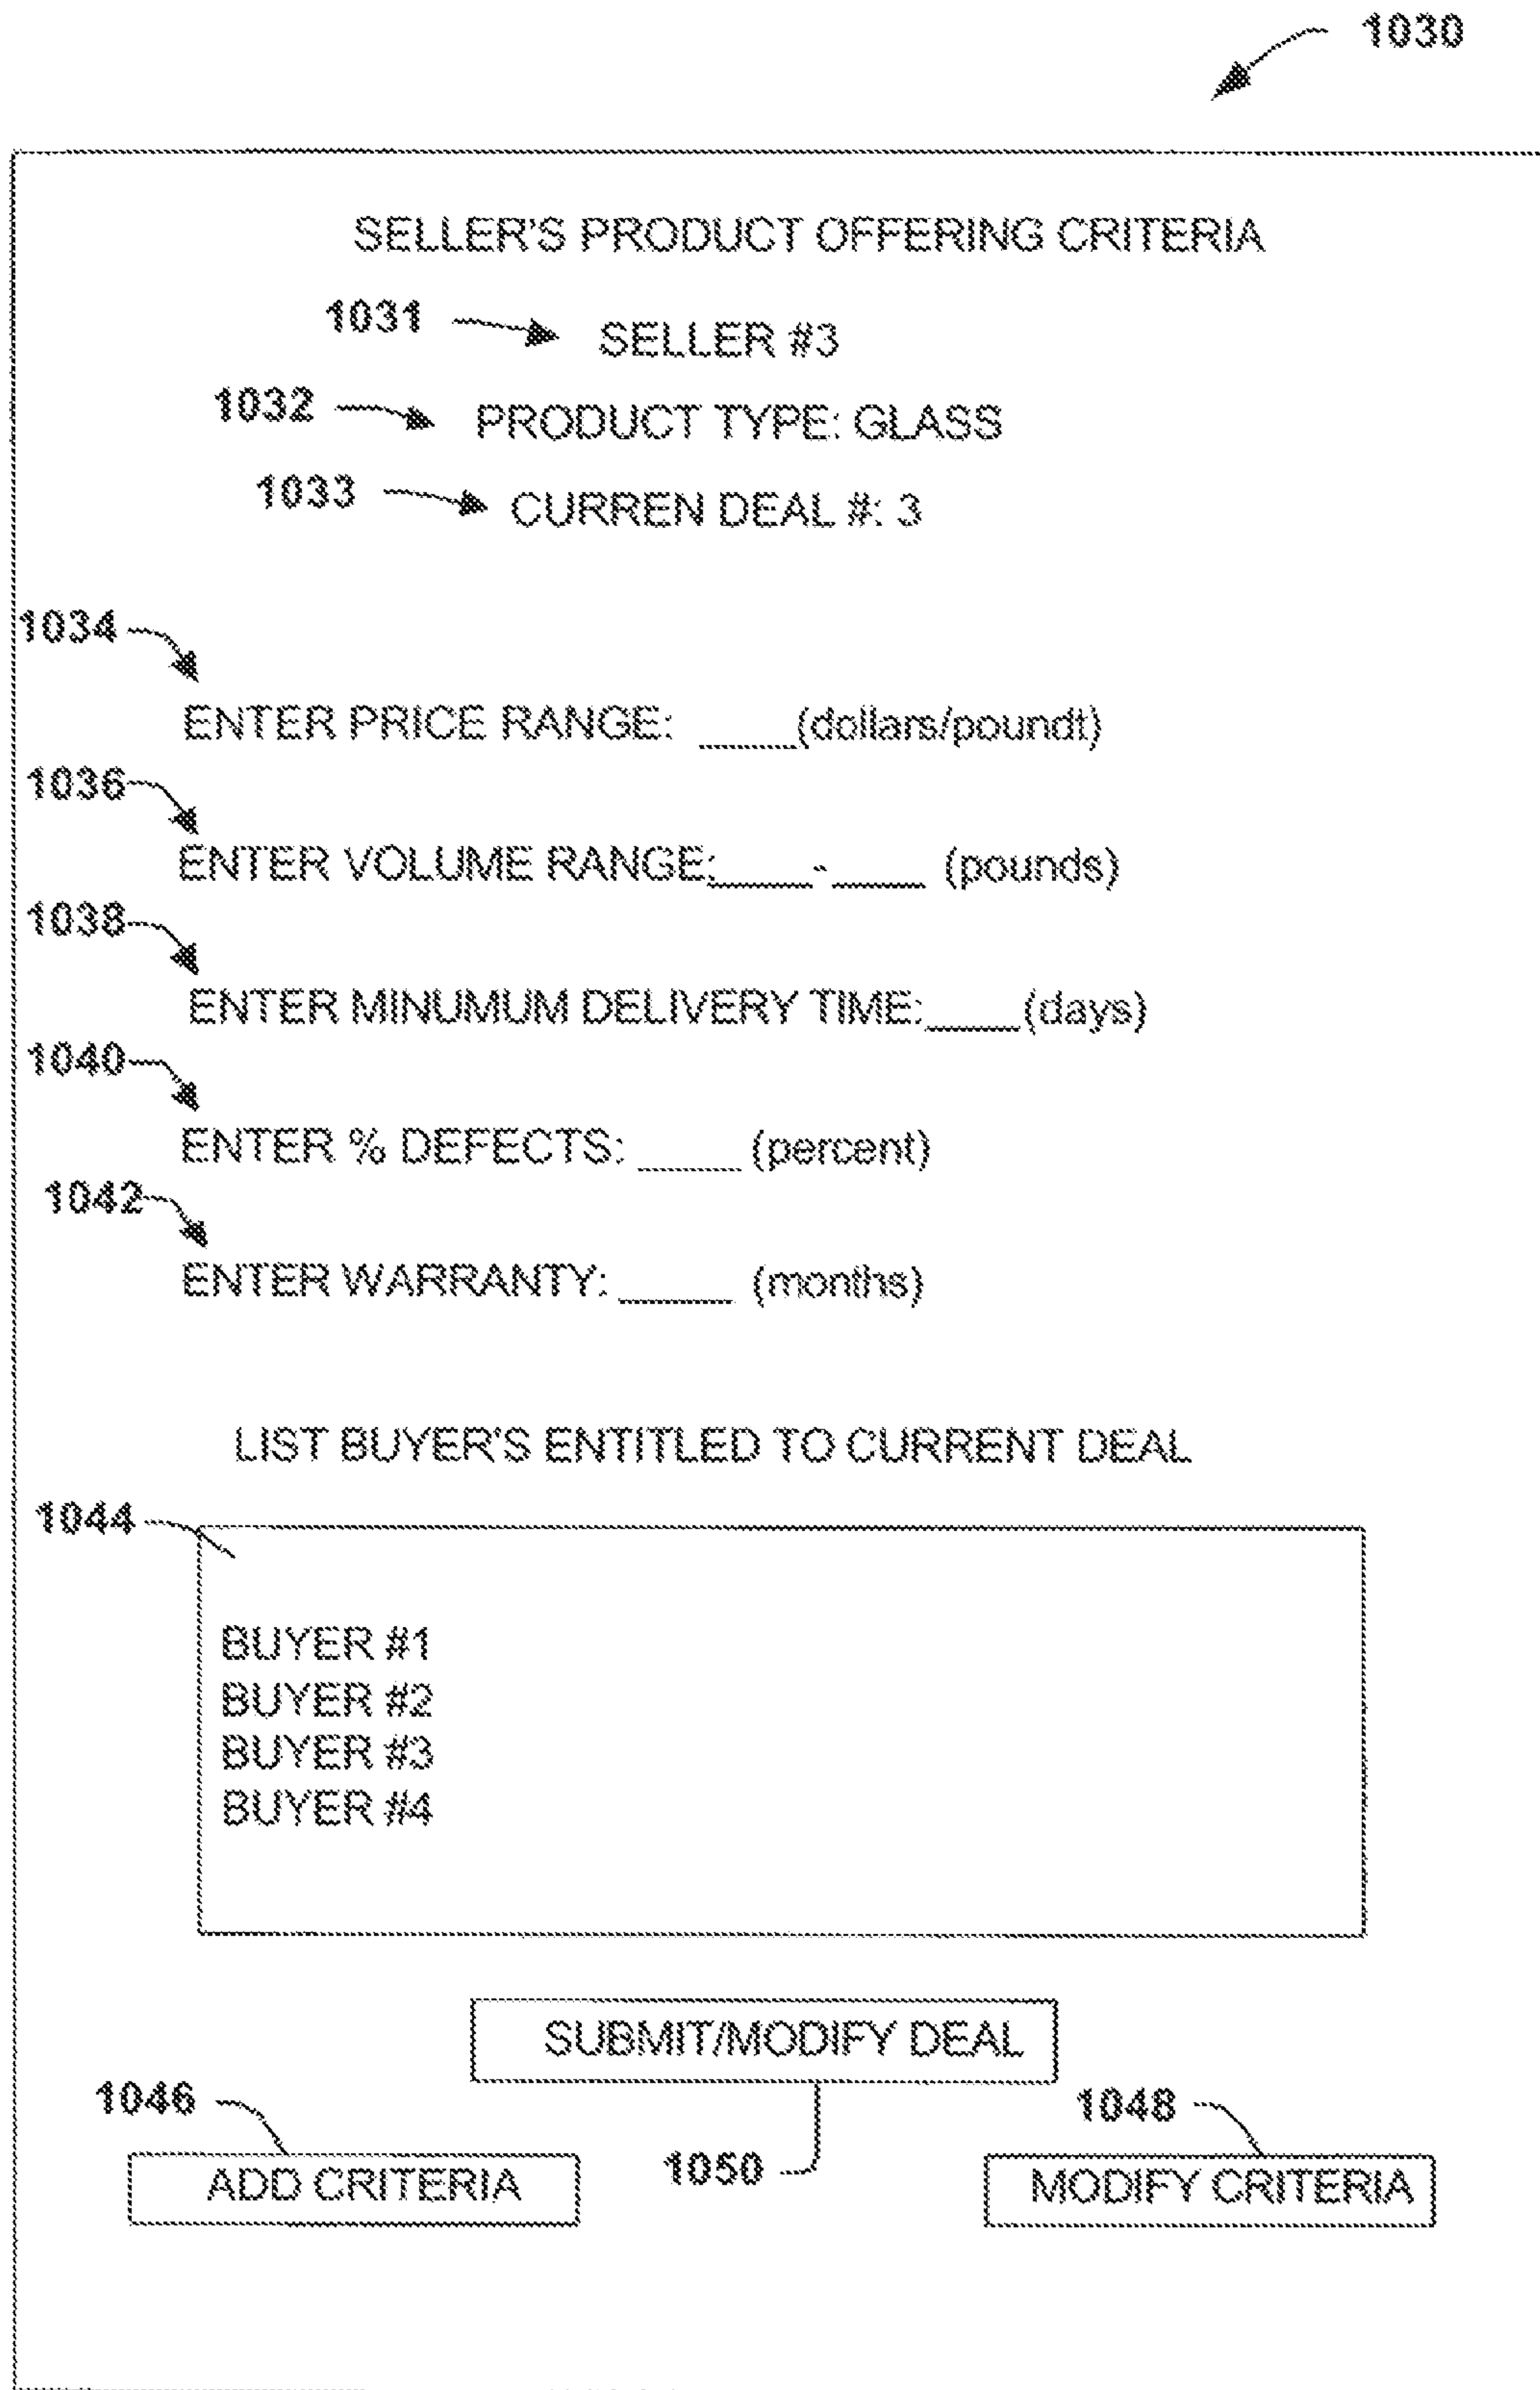 1030
SELLER'S PRODUCT OFFERING CRITERIA
1031 SELLER #3
1032 PRODUCT TYPE: GLASS
1033 CURREN DEAL #: 3
1034
ENTER PRICE RANGE: ____(dollars/poundt)
1036
ENTER VOLUME RANGE:____-____ (pounds)
1038
ENTER MINUMUM DELIVERY TIME:____(days)
1040
ENTER % DEFECTS: ____ (percent)
1042
ENTER WARRANTY: ____ (months)
LIST BUYER'S ENTITLED TO CURRENT DEAL
1044
BUYER #1
BUYER #2
BUYER #3
BUYER #4
SUBMIT/MODIFY DEAL
1046
1048
1050
ADD CRITERIA
MODIFY CRITERIA